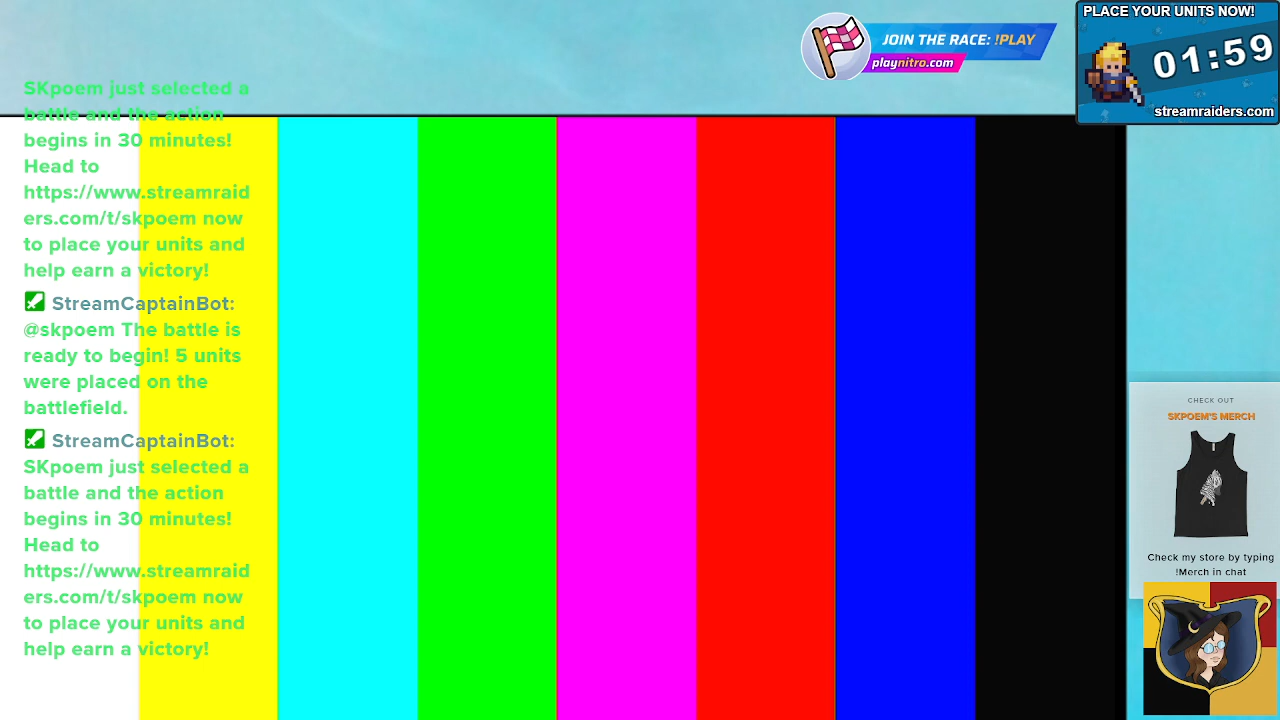 JOIN THE RACE: !PLAY
playnitro.com
PLACE YOUR UNITS NOW!
01:59
streamraiders.com
SKpoem just selected a
battle and the action
begins in 30 minutes!
Head to
https://www.streamraid
ers.com/t/skpoem now
to place your units and
help earn a victory!
StreamCaptainBot:
@skpoem The battle is
ready to begin! 5 units
were placed on the
battlefield.
StreamCaptainBot:
SKpoem just selected a
battle and the action
begins in 30 minutes!
Head to
https://www.streamraid
ers.com/t/skpoem now
to place your units and
help earn a victory!
CHECK OUT
SKPOEM'S MERCH
Check my store by typing
!Merch in chat